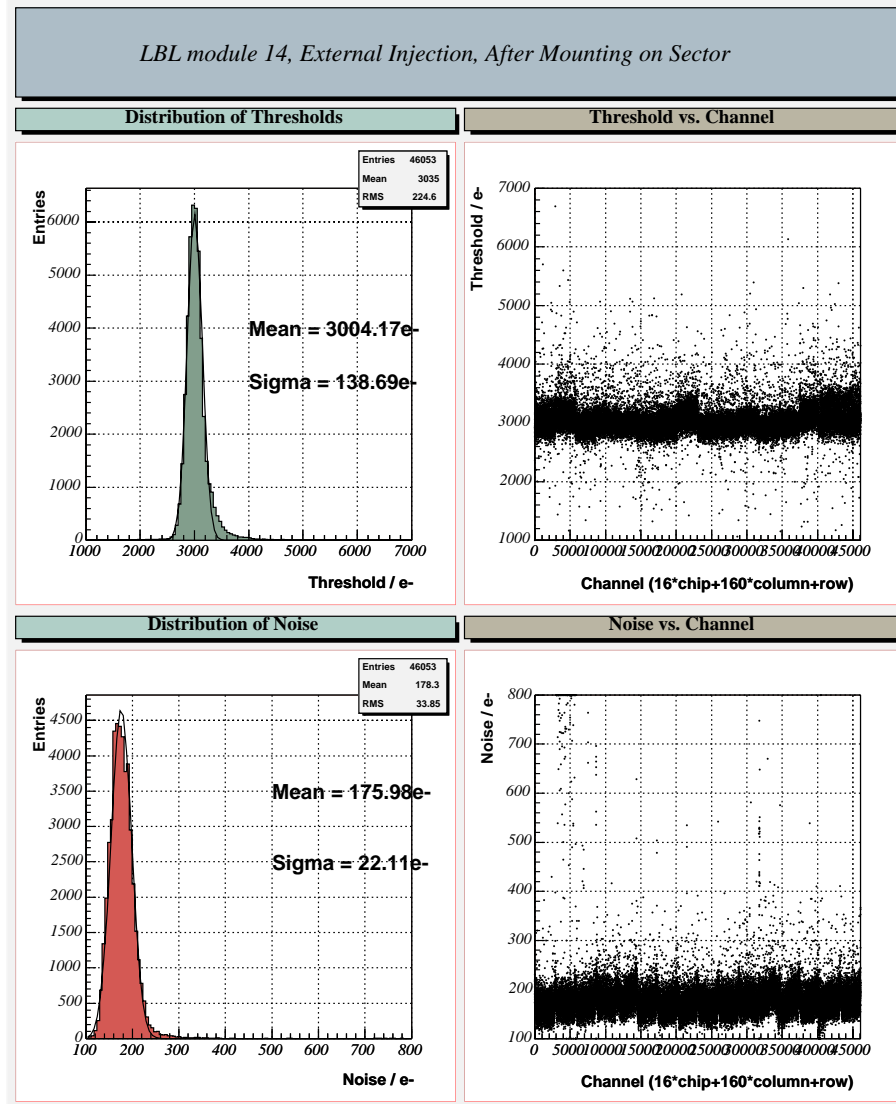 LBL module 14, External Injection, After Mounting on Sector
Distribution of Thresholds
Threshold vs. Channel
Entries 46053
Mean 3035
RMS 224.6
Entries
6000
5000
4000
3000
2000
1000
0
Mean = 3004.17e-
Sigma = 138.69e-
1000 2000 3000 4000 5000 6000 7000
Threshold / e-
Threshold / e-
7000
6000
5000
4000
3000
2000
1000
0 5000 10000 15000 20000 25000 30000 35000 40000 45000
Channel (16*chip+160*column+row)
Distribution of Noise
Noise vs. Channel
Entries 46053
Mean 178.3
RMS 33.85
Entries
4500
4000
3500
3000
2500
2000
1500
1000
500
0
Mean = 175.98e-
Sigma = 22.11e-
100 200 300 400 500 600 700 800
Noise / e-
Noise / e-
800
700
600
500
400
300
200
100
0 5000 10000 15000 20000 25000 30000 35000 40000 45000
Channel (16*chip+160*column+row)